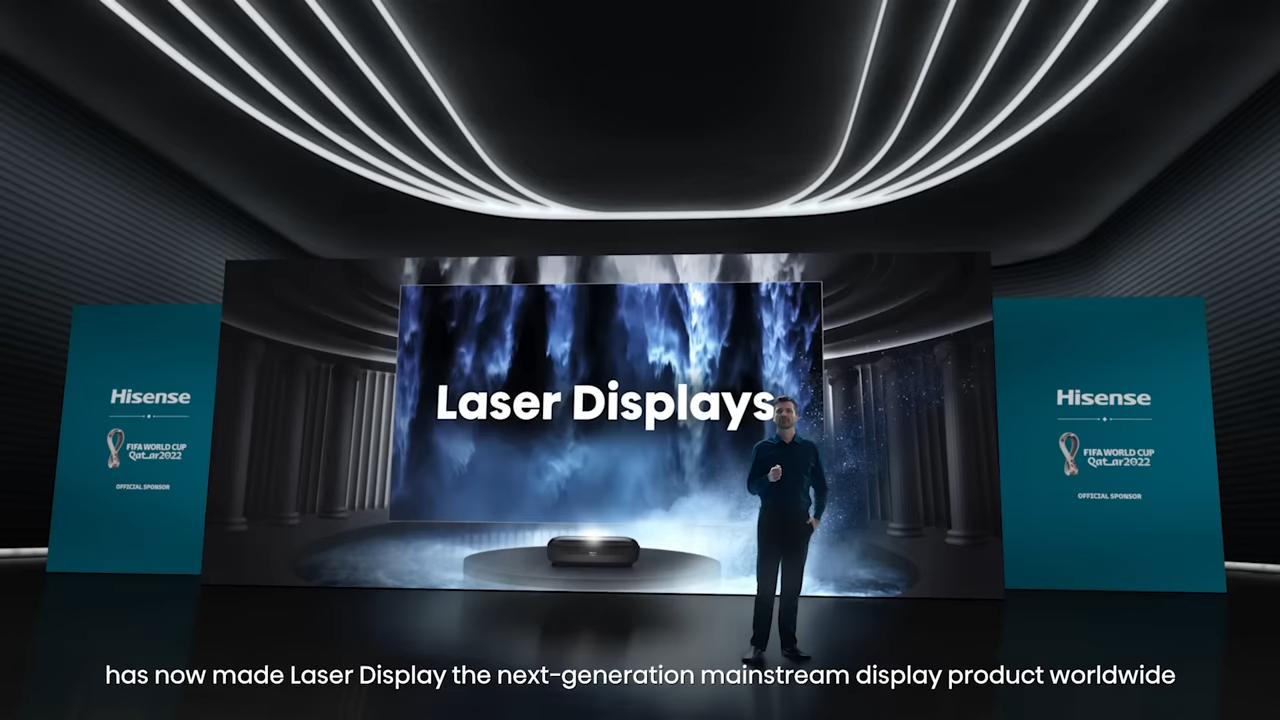 Laser Displays
Hisense
FIFA WORLD CUP
Qatar2022
OFFICIAL SPONSOR
Hisense
FIFA WORLD CUP
Qatar2022
OFFICIAL SPONSOR
has now made Laser Display the next-generation mainstream display product worldwide